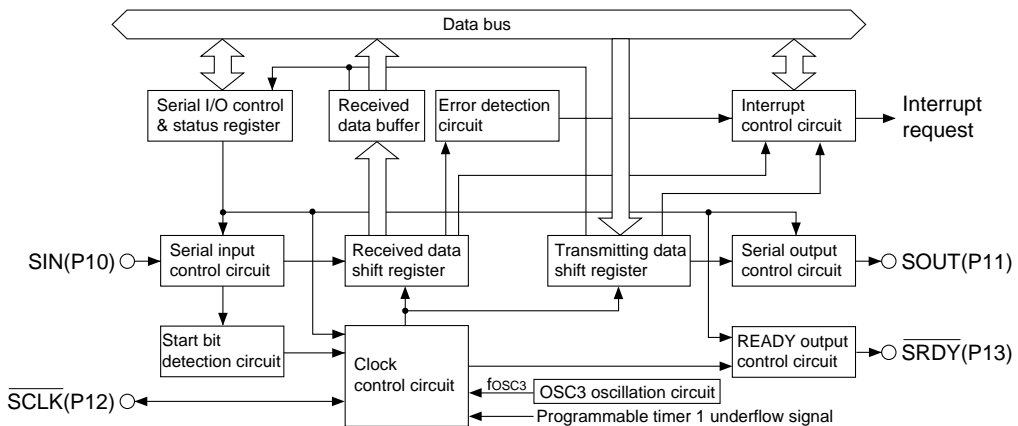 Data bus
Serial I/O control
& status register
Received
data buffer
Error detection
circuit
Interrupt
control circuit
Interrupt
request
SIN(P10)
Serial input
control circuit
Received data
shift register
Transmitting data
shift register
Serial output
control circuit
SOUT(P11)
Start bit
detection circuit
Clock
control circuit
READY output
control circuit
SRDY(P13)
SCLK(P12)
fOSC3
OSC3 oscillation circuit
Programmable timer 1 underflow signal